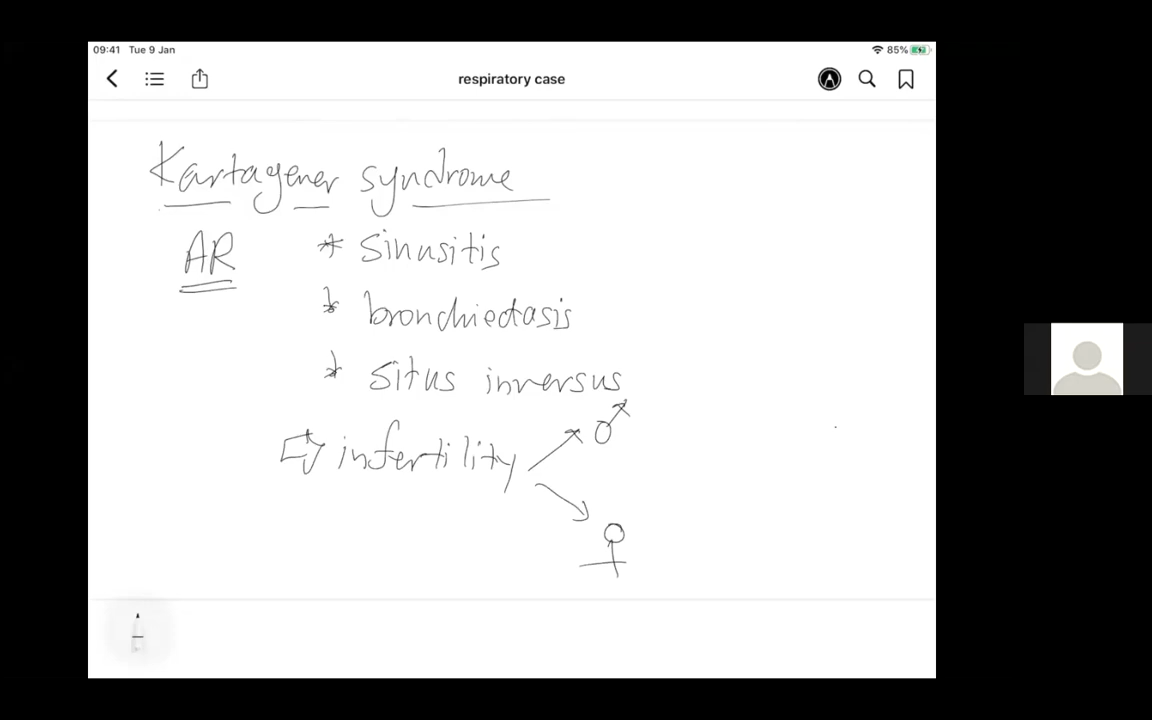 09:41 Tue 9 Jan 85%
respiratory case
Kartagener syndrome
AR * Sinusitis
* bronchiectasis
* Situs inversus
⇨ infertility ♂
♀